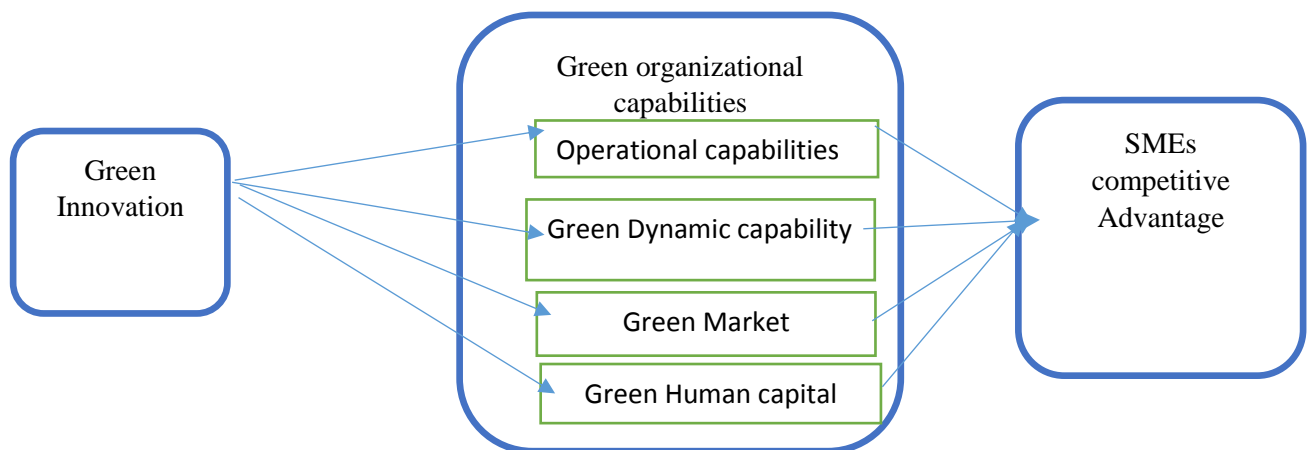 Green
Innovation
Green organizational
capabilities
Operational capabilities
Green Dynamic capability
Green Market
Green Human capital
SMEs
competitive
Advantage